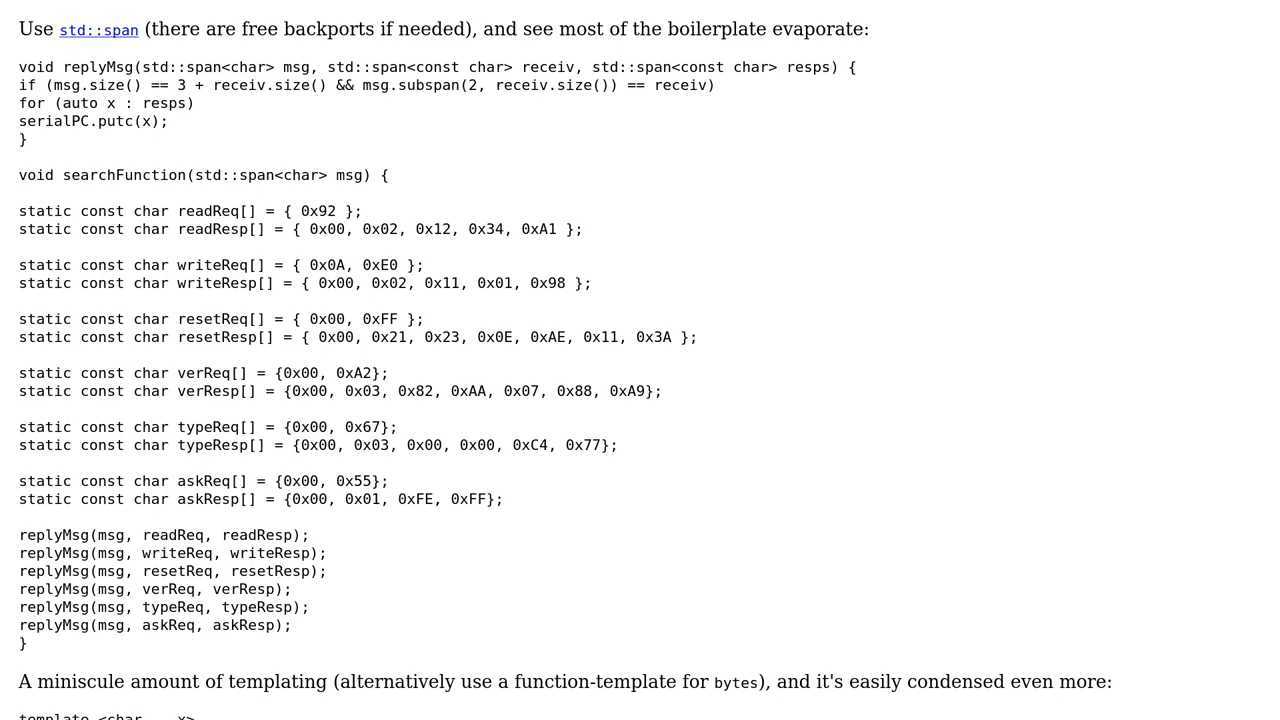 Use std::span (there are free backports if needed), and see most of the boilerplate evaporate:
void replyMsg(std::span<char> msg, std::span<const char> receiv, std::span<const char> resps) {
if (msg.size() == 3 + receiv.size() && msg.subspan(2, receiv.size()) == receiv)
for (auto x : resps)
serialPC.putc(x);
}
void searchFunction(std::span<char> msg) {
static const char readReq[] = { 0x92 };
static const char readResp[] = { 0x00, 0x02, 0x12, 0x34, 0xA1 };
static const char writeReq[] = { 0x0A, 0xE0 };
static const char writeResp[] = { 0x00, 0x02, 0x11, 0x01, 0x98 };
static const char resetReq[] = { 0x00, 0xFF };
static const char resetResp[] = { 0x00, 0x21, 0x23, 0x0E, 0xAE, 0x11, 0x3A };
static const char verReq[] = {0x00, 0xA2};
static const char verResp[] = {0x00, 0x03, 0x82, 0xAA, 0x07, 0x88, 0xA9};
static const char typeReq[] = {0x00, 0x67};
static const char typeResp[] = {0x00, 0x03, 0x00, 0x00, 0xC4, 0x77};
static const char askReq[] = {0x00, 0x55};
static const char askResp[] = {0x00, 0x01, 0xFE, 0xFF};
replyMsg(msg, readReq, readResp);
replyMsg(msg, writeReq, writeResp);
replyMsg(msg, resetReq, resetResp);
replyMsg(msg, verReq, verResp);
replyMsg(msg, typeReq, typeResp);
replyMsg(msg, askReq, askResp);
}
A miniscule amount of templating (alternatively use a function-template for bytes), and it's easily condensed even more:
template <char... x>